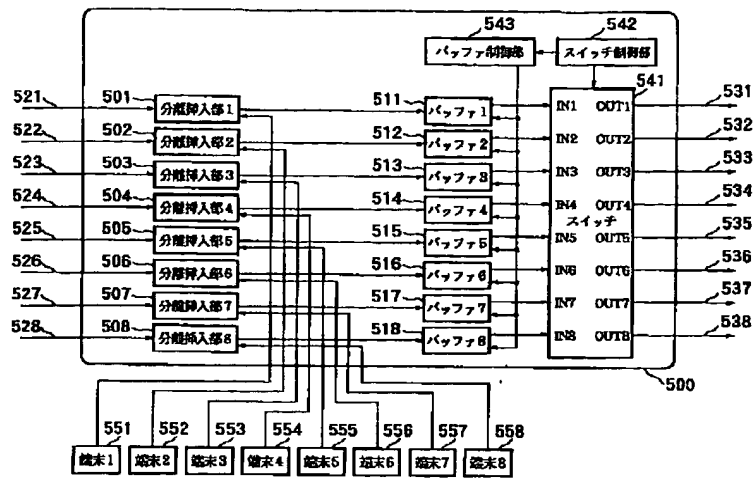 543
542
バッファ制御部
スイッチ制御部
541
521 501 分離挿入部1 511 バッファ1 IN1 OUT1 531
522 502 分離挿入部2 512 バッファ2 IN2 OUT2 532
523 503 分離挿入部3 513 バッファ3 IN3 OUT3 533
524 504 分離挿入部4 514 バッファ4 IN4 OUT4 534
スイッチ
525 505 分離挿入部5 515 バッファ5 IN5 OUT5 535
526 506 分離挿入部6 516 バッファ6 IN6 OUT6 536
527 507 分離挿入部7 517 バッファ7 IN7 OUT7 537
528 508 分離挿入部8 518 バッファ8 IN8 OUT8 538
500
551 552 553 554 555 556 557 558
端末1 端末2 端末3 端末4 端末5 端末6 端末7 端末8